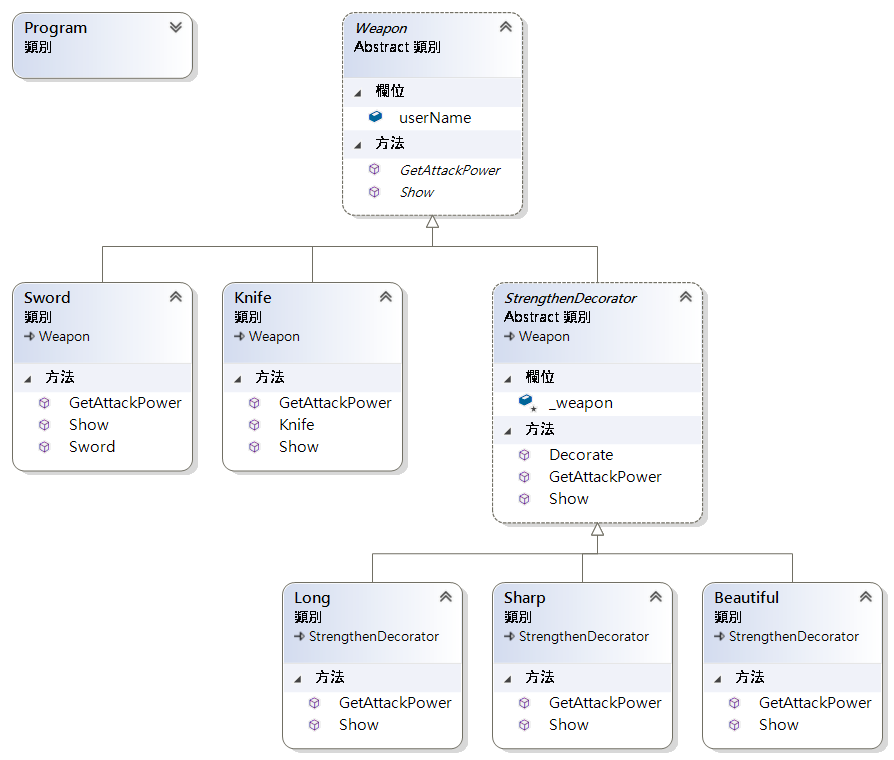 Program
類別
Weapon
Abstract 類別
欄位
userName
方法
GetAttackPower
Show
Sword
類別
Weapon
方法
GetAttackPower
Show
Sword
Knife
類別
Weapon
方法
GetAttackPower
Knife
Show
StrengthenDecorator
Abstract 類別
Weapon
欄位
_weapon
方法
Decorate
GetAttackPower
Show
Long
類別
StrengthenDecorator
方法
GetAttackPower
Show
Sharp
類別
StrengthenDecorator
方法
GetAttackPower
Show
Beautiful
類別
StrengthenDecorator
方法
GetAttackPower
Show